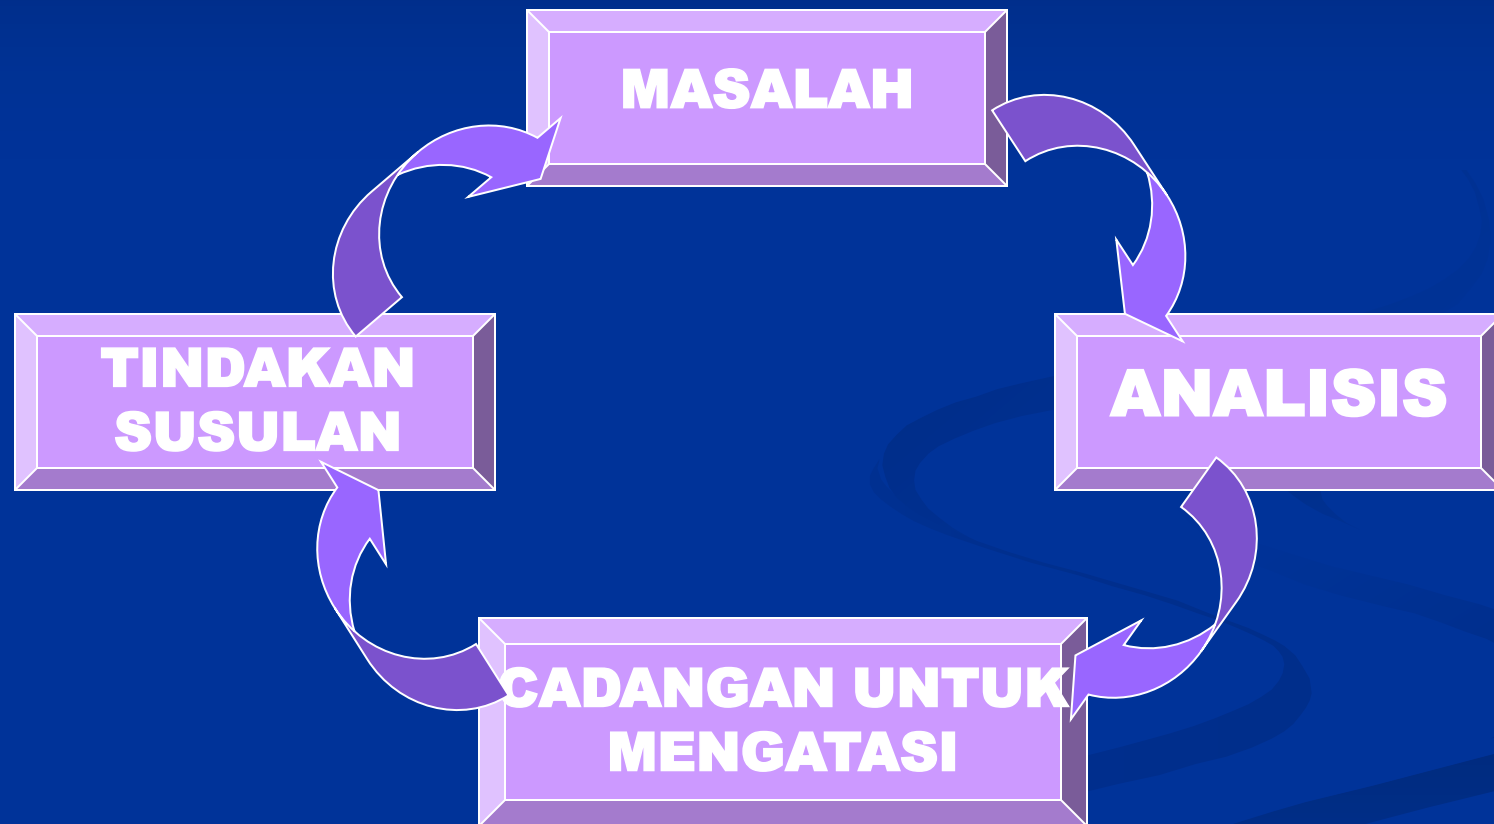 MASALAH
ANALISIS
CADANGAN UNTUK
MENGATASI
TINDAKAN
SUSULAN